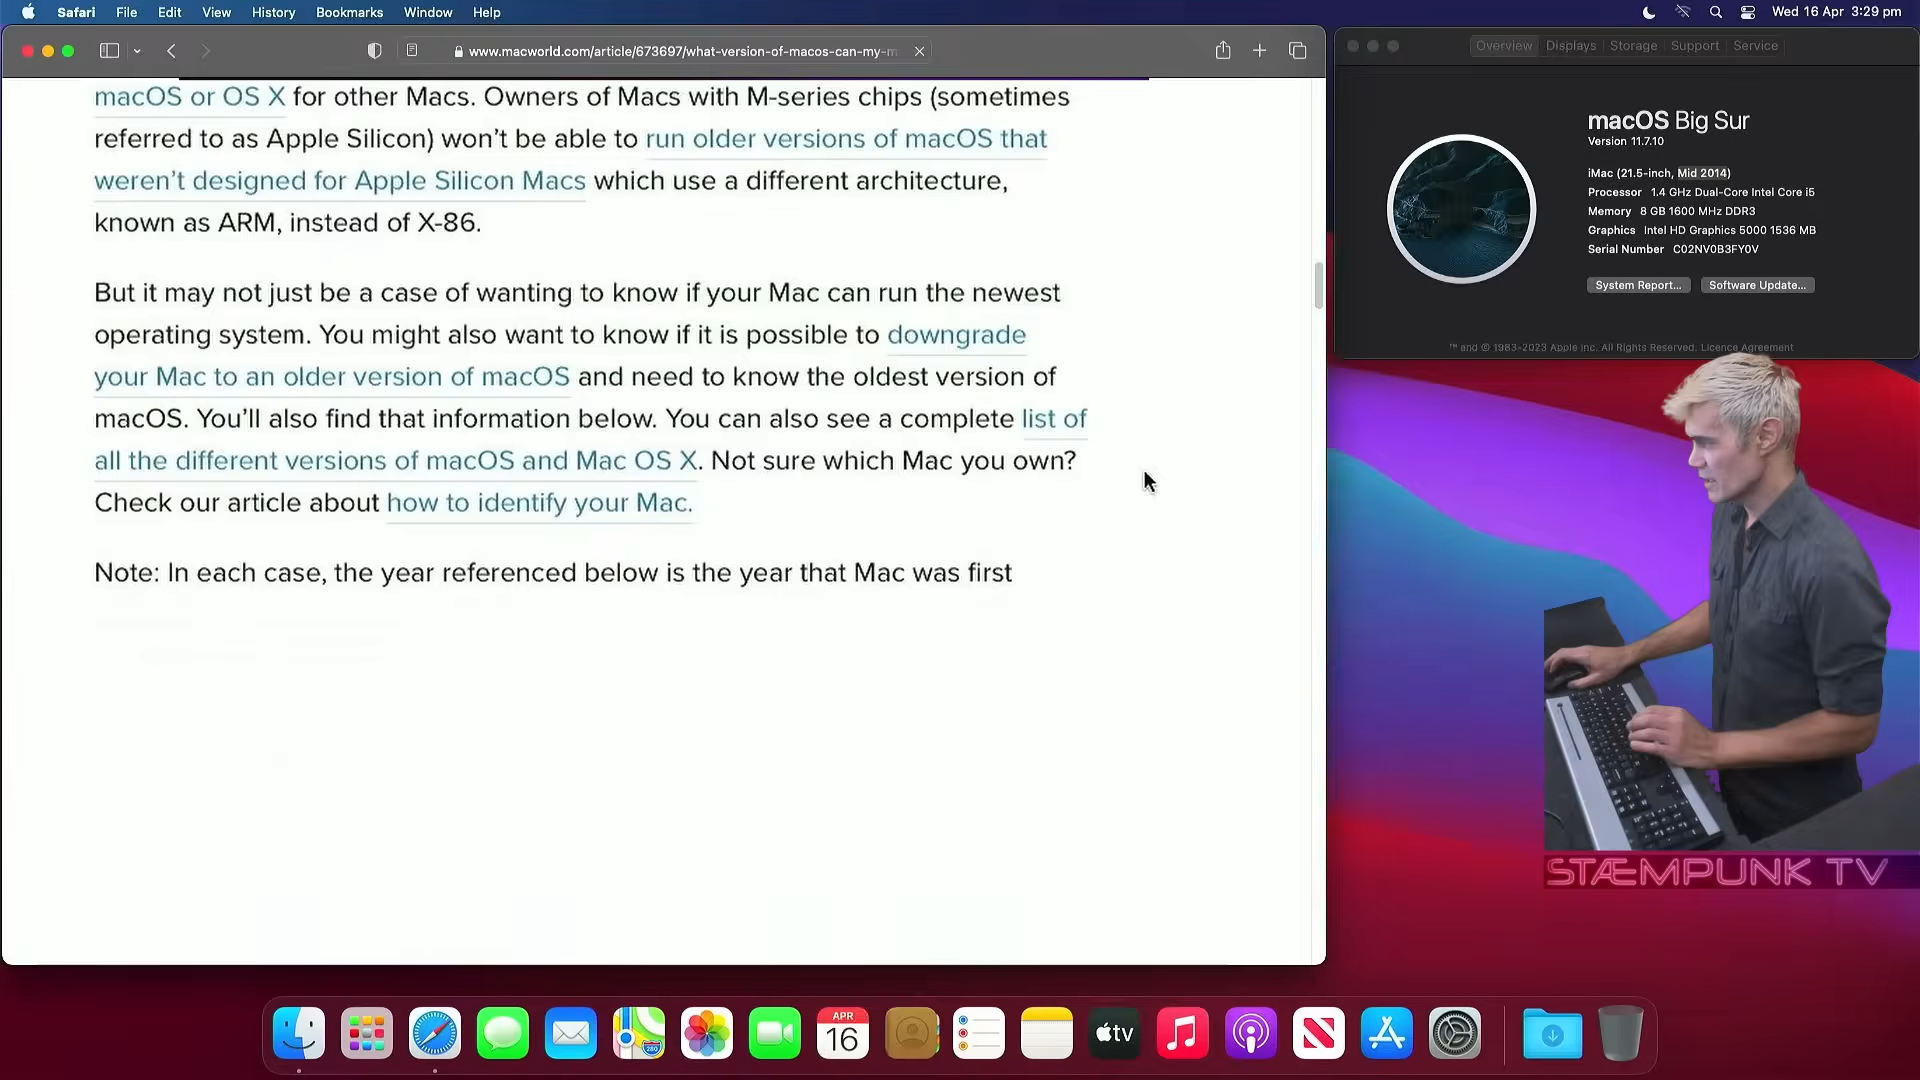 Safari File Edit View History Bookmarks Window Help
Wed 16 Apr 3:29 pm
www.macworld.com/article/673697/what-version-of-macos-can-my-m
macOS or OS X for other Macs. Owners of Macs with M-series chips (sometimes
referred to as Apple Silicon) won’t be able to run older versions of macOS that
weren’t designed for Apple Silicon Macs which use a different architecture,
known as ARM, instead of X-86.
But it may not just be a case of wanting to know if your Mac can run the newest
operating system. You might also want to know if it is possible to downgrade
your Mac to an older version of macOS and need to know the oldest version of
macOS. You’ll also find that information below. You can also see a complete list of
all the different versions of macOS and Mac OS X. Not sure which Mac you own?
Check our article about how to identify your Mac.
Note: In each case, the year referenced below is the year that Mac was first
Overview Displays Storage Support Service
macOS Big Sur
Version 11.7.10
iMac (21.5-inch, Mid 2014)
Processor 1.4 GHz Dual-Core Intel Core i5
Memory 8 GB 1600 MHz DDR3
Graphics Intel HD Graphics 5000 1536 MB
Serial Number C02NV0B3FY0V
System Report... Software Update...
™ and © 1983-2023 Apple Inc. All Rights Reserved. Licence Agreement
STÆMPUNK TV
280
APR
16
tv